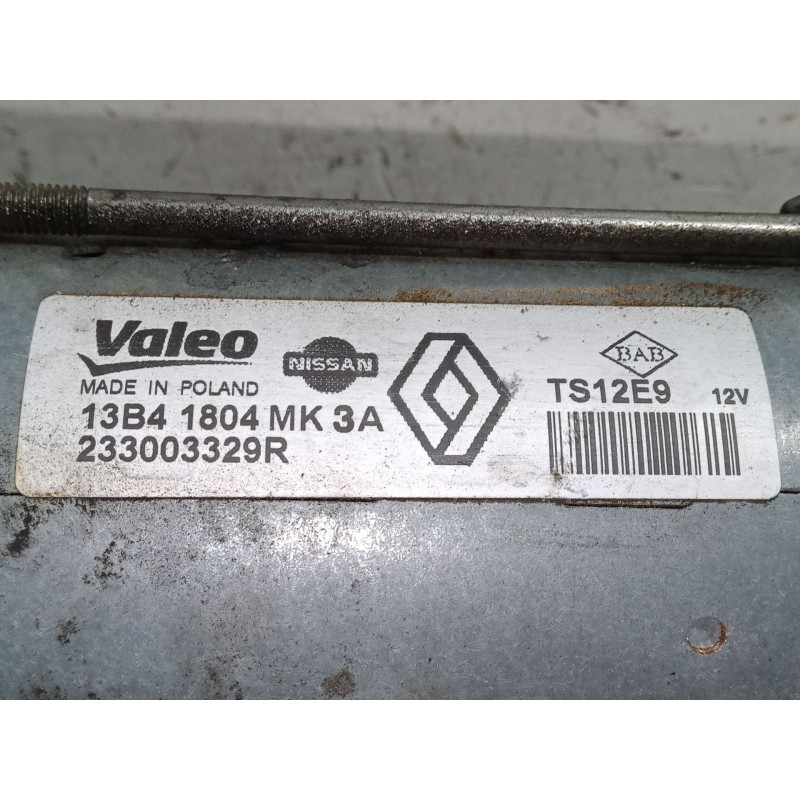 Valeo
NISSAN
BAB
MADE IN POLAND
TS12E9 12V
13B4 1804 MK 3A
233003329R